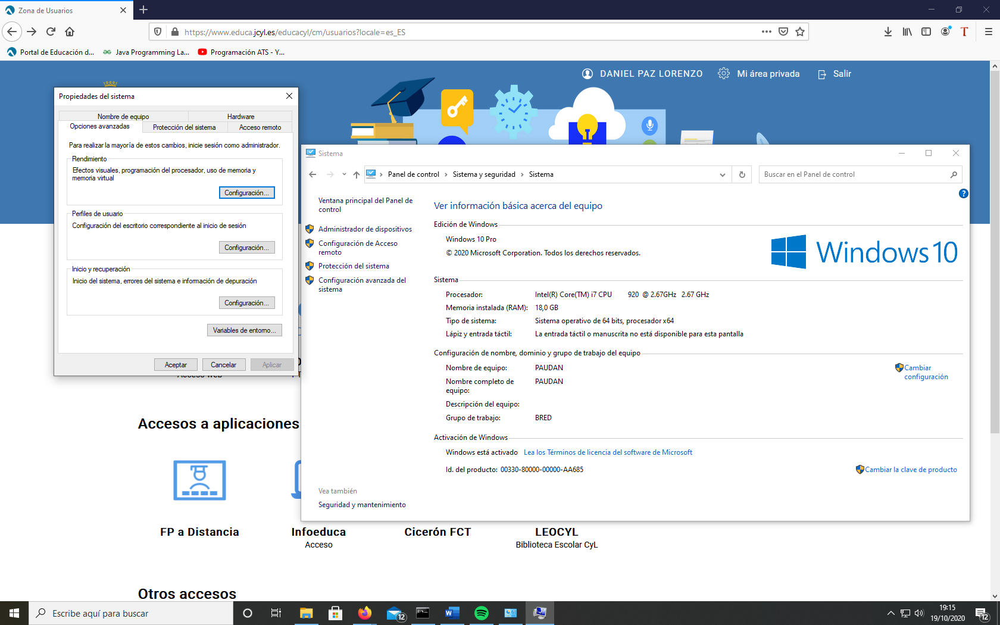 Zona de Usuarios
https://www.educa.jcyl.es/educacyl/cm/usuarios?locale=es_ES
Portal de Educación d...
Java Programming La...
Programación ATS - Y...
DANIEL PAZ LORENZO
Mi área privada
Salir
Propiedades del sistema
Nombre de equipo
Hardware
Opciones avanzadas
Protección del sistema
Acceso remoto
Para realizar la mayoría de estos cambios, inicie sesión como administrador.
Rendimiento
Efectos visuales, programación del procesador, uso de memoria y
memoria virtual
Configuración...
Perfiles de usuario
Configuración del escritorio correspondiente al inicio de sesión
Configuración...
Inicio y recuperación
Inicio del sistema, errores del sistema e información de depuración
Configuración...
Variables de entorno...
Aceptar
Cancelar
Aplicar
Sistema
Panel de control
Sistema y seguridad
Sistema
Buscar en el Panel de control
Ventana principal del Panel de
control
Administrador de dispositivos
Configuración de Acceso
remoto
Protección del sistema
Configuración avanzada del
sistema
Vea también
Seguridad y mantenimiento
Ver información básica acerca del equipo
Edición de Windows
Windows 10 Pro
© 2020 Microsoft Corporation. Todos los derechos reservados.
Windows 10
Sistema
Procesador: Intel(R) Core(TM) i7 CPU 920 @ 2.67GHz 2.67 GHz
Memoria instalada (RAM): 18,0 GB
Tipo de sistema: Sistema operativo de 64 bits, procesador x64
Lápiz y entrada táctil: La entrada táctil o manuscrita no está disponible para esta pantalla
Configuración de nombre, dominio y grupo de trabajo del equipo
Nombre de equipo: PAUDAN
Cambiar
configuración
Nombre completo de
equipo:
PAUDAN
Descripción del equipo:
Grupo de trabajo: BRED
Activación de Windows
Windows está activado Lea los Términos de licencia del software de Microsoft
Id. del producto: 00330-80000-00000-AA685
Cambiar la clave de producto
Accesos a aplicaciones
FP a Distancia
Infoeduca
Acceso
Cicerón FCT
LEOCYL
Biblioteca Escolar CyL
Otros accesos
Escribe aquí para buscar
12
19:15
19/10/2020
12